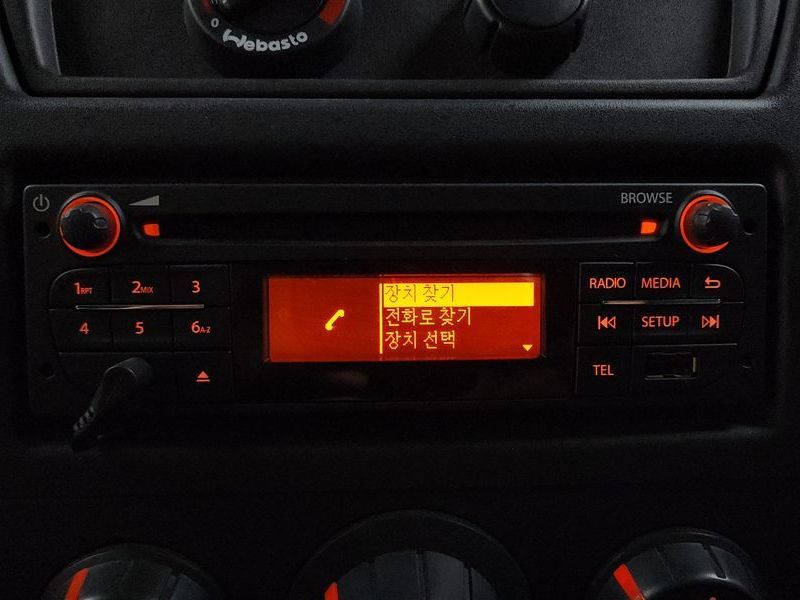 0
Webasto
BROWSE
1RPT 2MIX 3
장치 찾기
RADIO MEDIA
4 5 6A-Z
전화로 찾기
SETUP
장치 선택
TEL